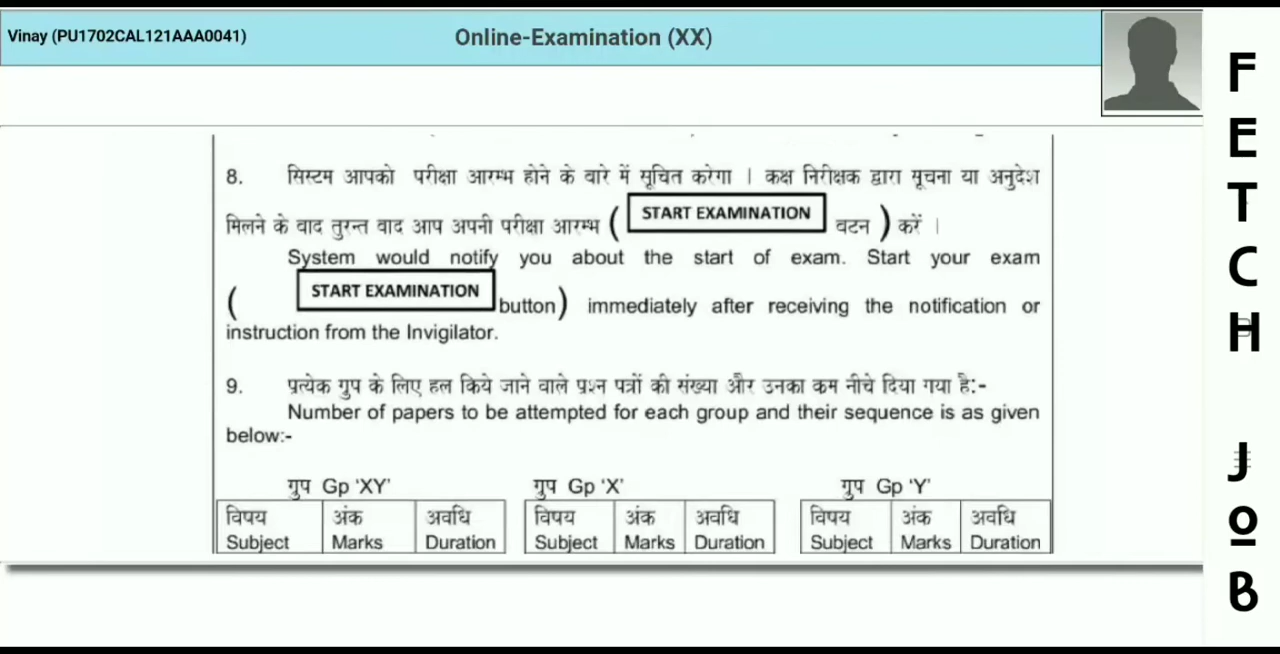 Vinay (PU1702CAL121AAA0041)
Online-Examination (XX)
8. सिस्टम आपको परीक्षा आरम्भ होने के बारे में सूचित करेगा । कक्ष निरीक्षक द्वारा सूचना या अनुदेश
मिलने के बाद तुरन्त बाद आप अपनी परीक्षा आरम्भ ( START EXAMINATION बटन ) करें ।
System would notify you about the start of exam. Start your exam
( START EXAMINATION button) immediately after receiving the notification or
instruction from the Invigilator.
9. प्रत्येक ग्रुप के लिए हल किये जाने वाले प्रश्न पत्रों की संख्या और उनका कम नीचे दिया गया है:-
Number of papers to be attempted for each group and their sequence is as given
below:-
ग्रुप Gp 'XY' ग्रुप Gp 'X' ग्रुप Gp 'Y'
विषय अंक अवधि विषय अंक अवधि विषय अंक अवधि
Subject Marks Duration Subject Marks Duration Subject Marks Duration
FETCH JOB